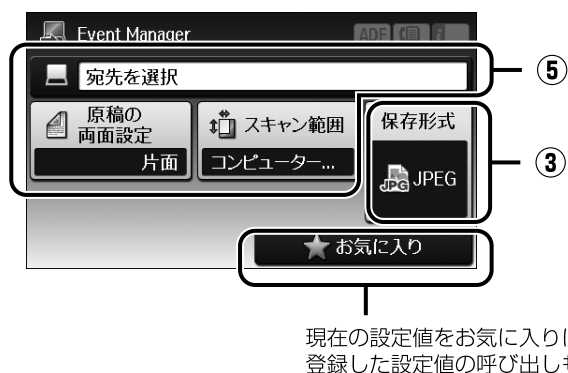 Event Manager
ADF
i
宛先を選択
⑤
原稿の
両面設定
片面
スキャン範囲
コンピューター...
保存形式
JPG JPEG
③
お気に入り
現在の設定値をお気に入りに
登録した設定値の呼び出しも